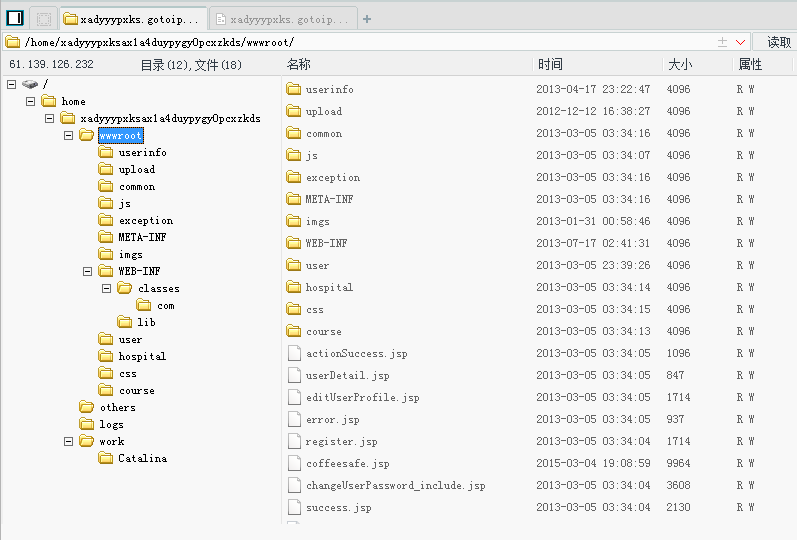 xadyyypxks.gotoip... xadyyypxks.gotoip... +
/home/xadyyypxksax1a4duypygy0pcxzkds/wwwroot/ 读取
61.139.126.232 目录(12),文件(18) 名称 时间 大小 属性
/
home
xadyyypxksax1a4duypygy0pcxzkds
wwwroot
userinfo
upload
common
js
exception
META-INF
imgs
WEB-INF
classes
com
lib
user
hospital
css
course
others
logs
work
Catalina
userinfo 2013-04-17 23:22:47 4096 R W
upload 2012-12-12 16:38:27 4096 R W
common 2013-03-05 03:34:16 4096 R W
js 2013-03-05 03:34:07 4096 R W
exception 2013-03-05 03:34:16 4096 R W
META-INF 2013-03-05 03:34:16 4096 R W
imgs 2013-01-31 00:58:46 4096 R W
WEB-INF 2013-07-17 02:41:31 4096 R W
user 2013-03-05 23:39:26 4096 R W
hospital 2013-03-05 03:34:14 4096 R W
css 2013-03-05 03:34:15 4096 R W
course 2013-03-05 03:34:13 4096 R W
actionSuccess.jsp 2013-03-05 03:34:05 1096 R W
userDetail.jsp 2013-03-05 03:34:05 847 R W
editUserProfile.jsp 2013-03-05 03:34:05 1714 R W
error.jsp 2013-03-05 03:34:05 937 R W
register.jsp 2013-03-05 03:34:04 1714 R W
coffeesafe.jsp 2015-03-04 19:08:59 9964 R W
changeUserPassword_include.jsp 2013-03-05 03:34:04 3608 R W
success.jsp 2013-03-05 03:34:04 2130 R W